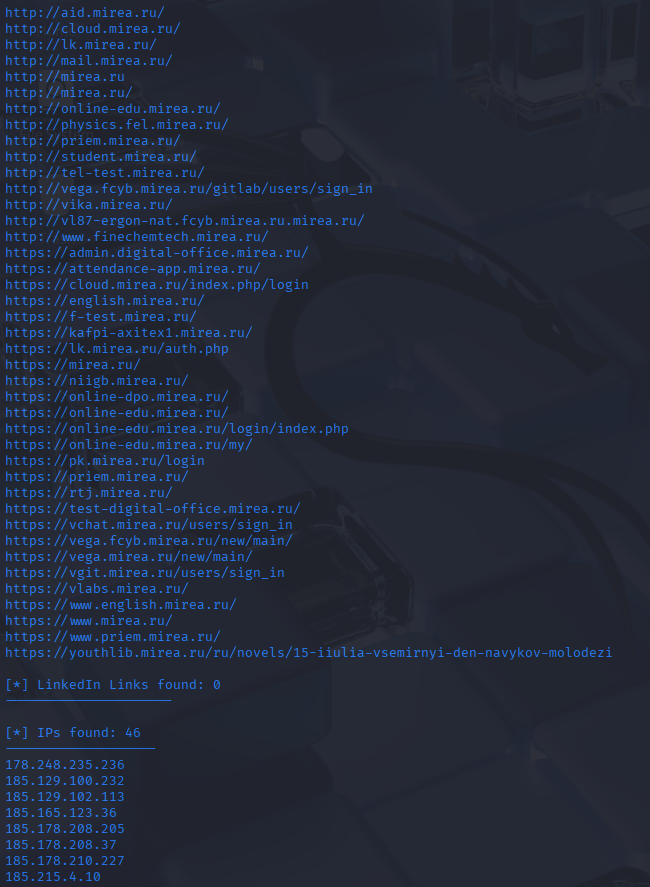 http://aid.mirea.ru/
http://cloud.mirea.ru/
http://lk.mirea.ru/
http://mail.mirea.ru/
http://mirea.ru
http://mirea.ru/
http://online-edu.mirea.ru/
http://physics.fel.mirea.ru/
http://priem.mirea.ru/
http://student.mirea.ru/
http://tel-test.mirea.ru/
http://vega.fcyb.mirea.ru/gitlab/users/sign_in
http://vika.mirea.ru/
http://vl87-ergon-nat.fcyb.mirea.ru.mirea.ru/
http://www.finechemtech.mirea.ru/
https://admin.digital-office.mirea.ru/
https://attendance-app.mirea.ru/
https://cloud.mirea.ru/index.php/login
https://english.mirea.ru/
https://f-test.mirea.ru/
https://kafpi-axitex1.mirea.ru/
https://lk.mirea.ru/auth.php
https://mirea.ru/
https://niigb.mirea.ru/
https://online-dpo.mirea.ru/
https://online-edu.mirea.ru/
https://online-edu.mirea.ru/login/index.php
https://online-edu.mirea.ru/my/
https://pk.mirea.ru/login
https://priem.mirea.ru/
https://rtj.mirea.ru/
https://test-digital-office.mirea.ru/
https://vchat.mirea.ru/users/sign_in
https://vega.fcyb.mirea.ru/new/main/
https://vega.mirea.ru/new/main/
https://vgit.mirea.ru/users/sign_in
https://vlabs.mirea.ru/
https://www.english.mirea.ru/
https://www.mirea.ru/
https://www.priem.mirea.ru/
https://youthlib.mirea.ru/ru/novels/15-iiulia-vsemirnyi-den-navykov-molodezi
[*] LinkedIn Links found: 0
---------------------
[*] IPs found: 46
-------------------
178.248.235.236
185.129.100.232
185.129.102.113
185.165.123.36
185.178.208.205
185.178.208.37
185.178.210.227
185.215.4.10